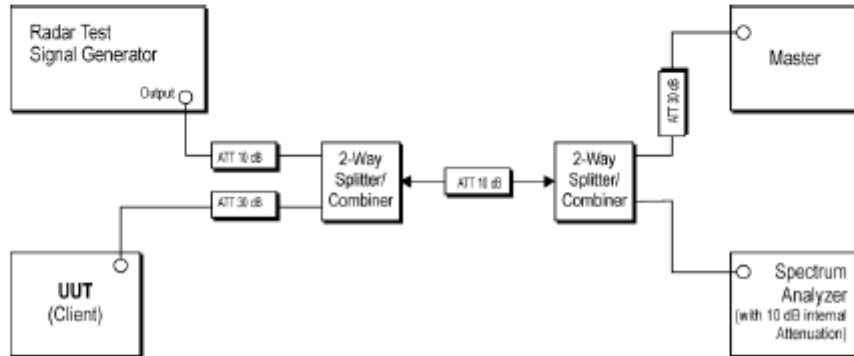 Radar Test
Signal Generator
Output
ATT 10 dB
2-Way
Splitter/
Combiner
ATT 30 dB
ATT 10 dB
2-Way
Splitter/
Combiner
ATT 30 dB
Master
UUT
(Client)
Spectrum
Analyzer
(with 10 dB internal
Attenuation)